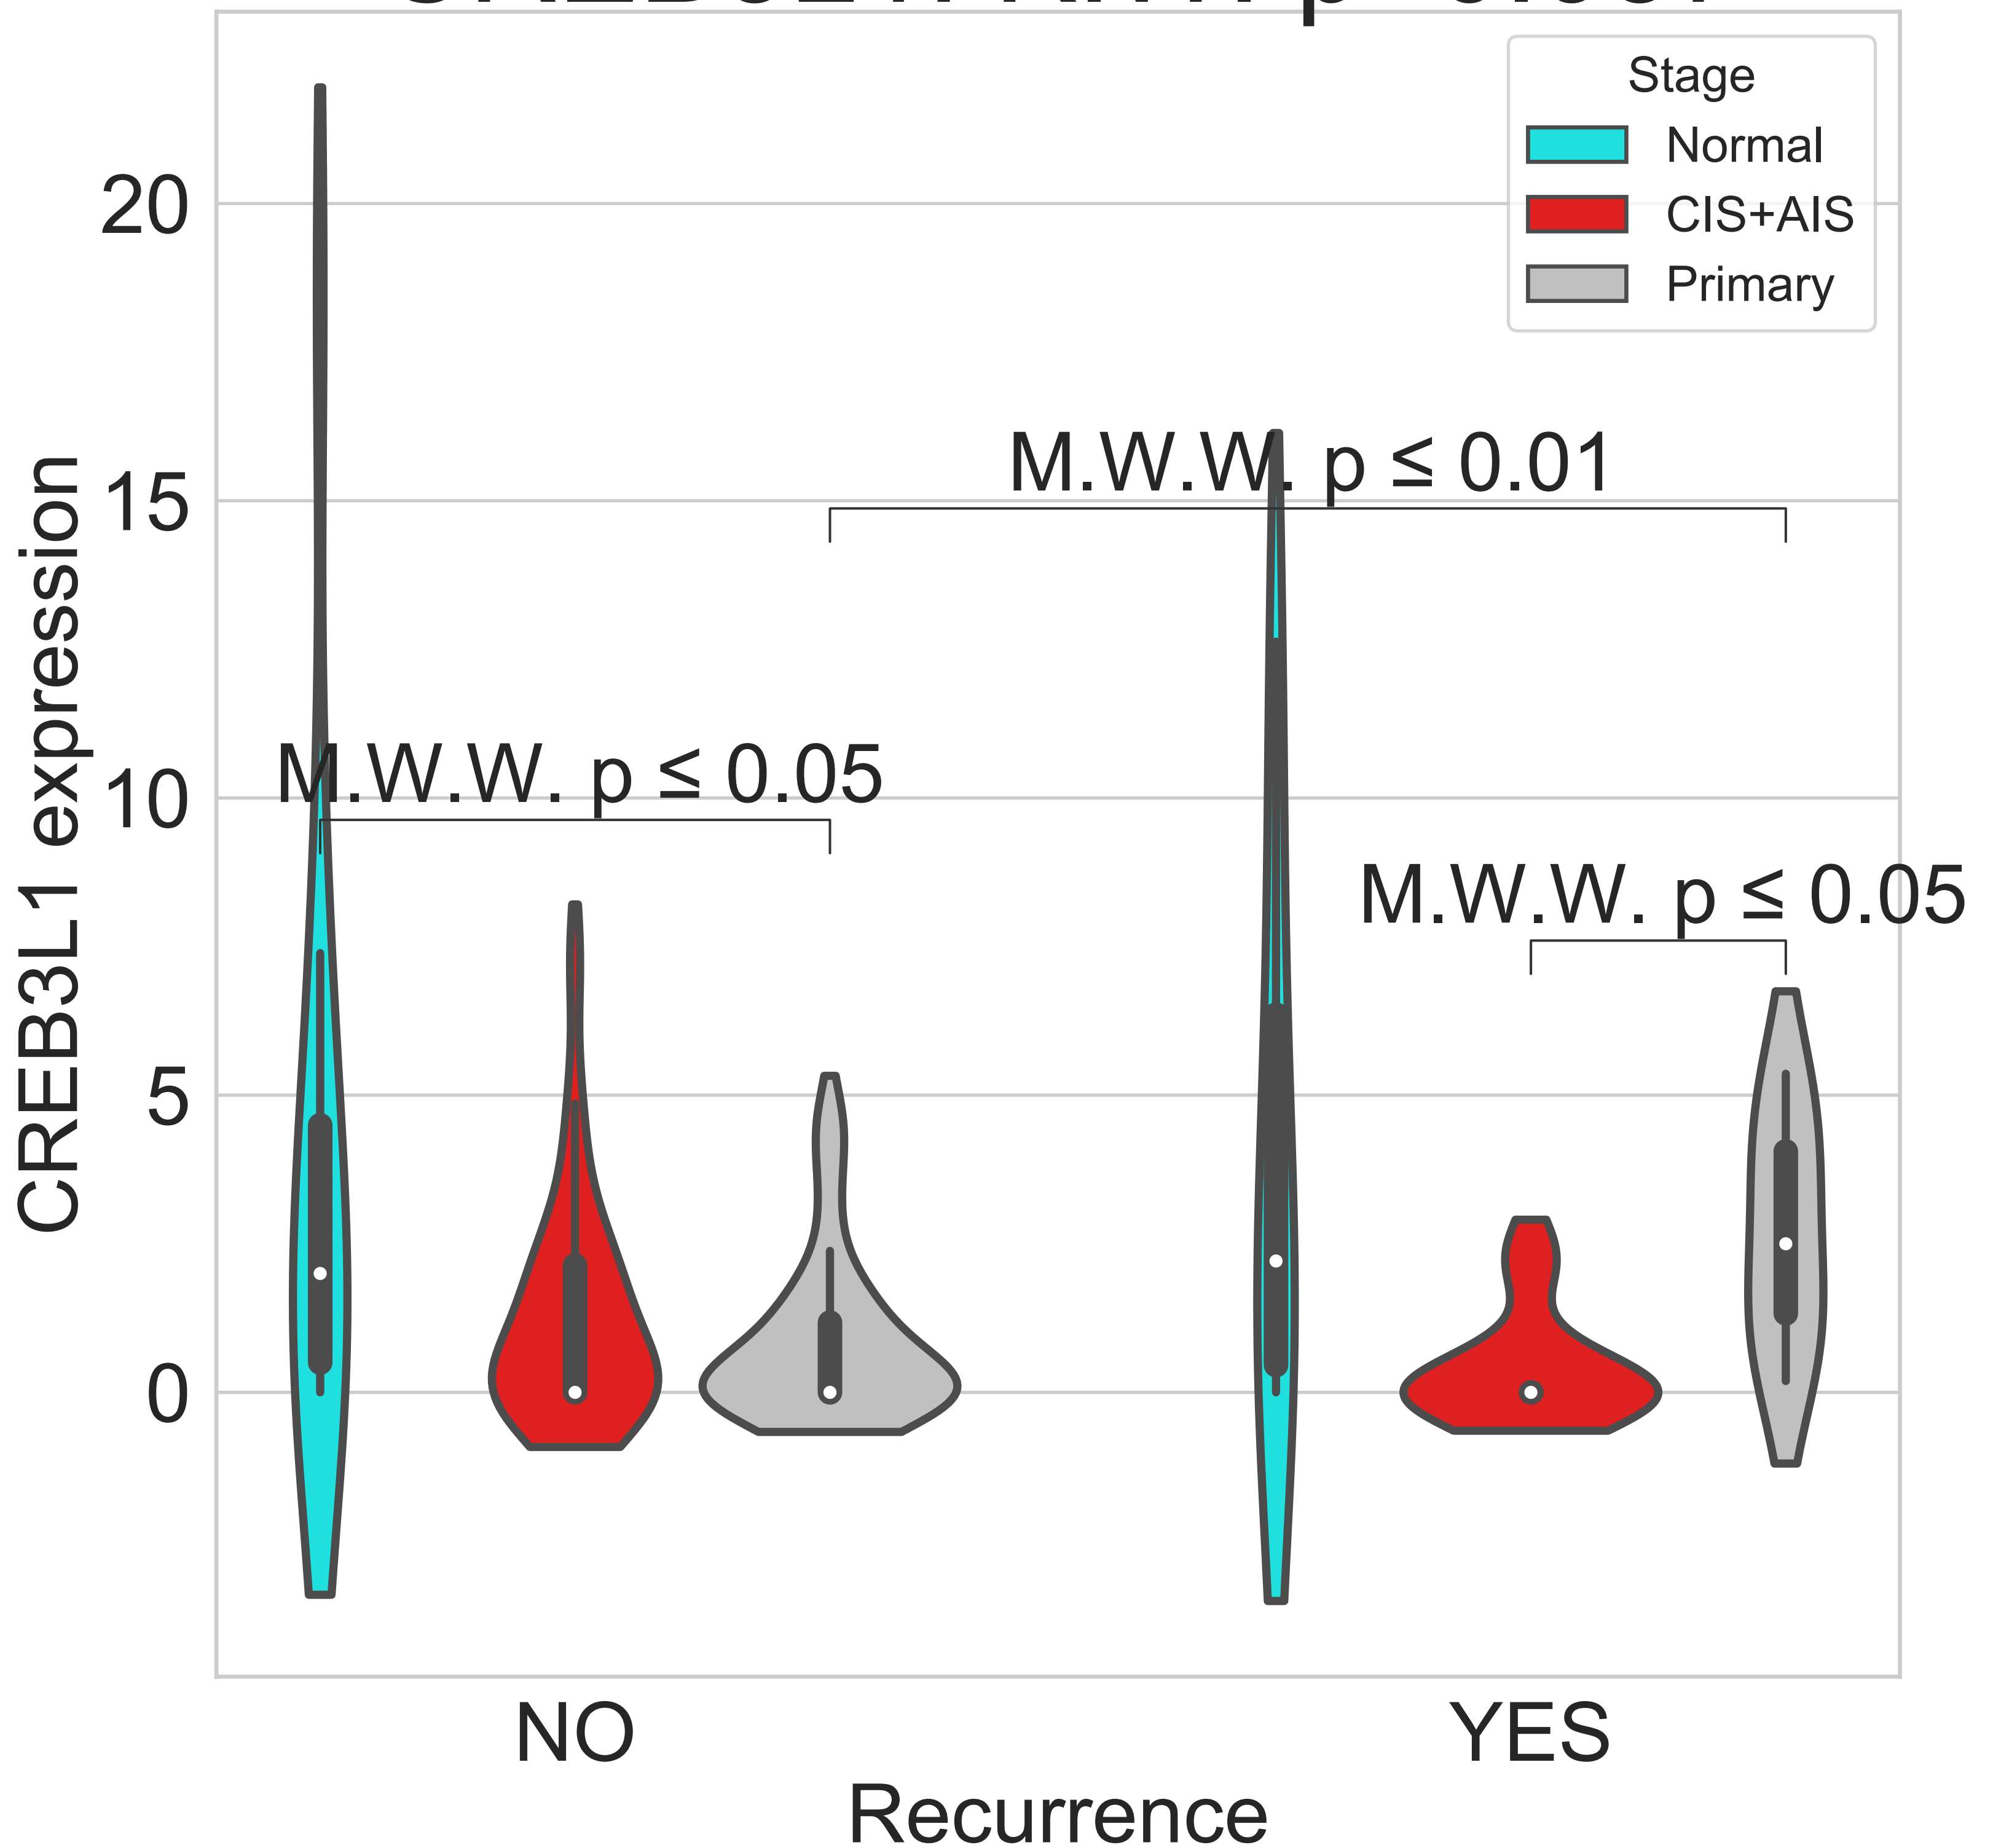 Stage
Normal
CIS+AIS
Primary
20
15
10
5
0
CREB3L1 expression
M.W.W. p ≤ 0.01
M.W.W. p ≤ 0.05
M.W.W. p ≤ 0.05
NO
YES
Recurrence